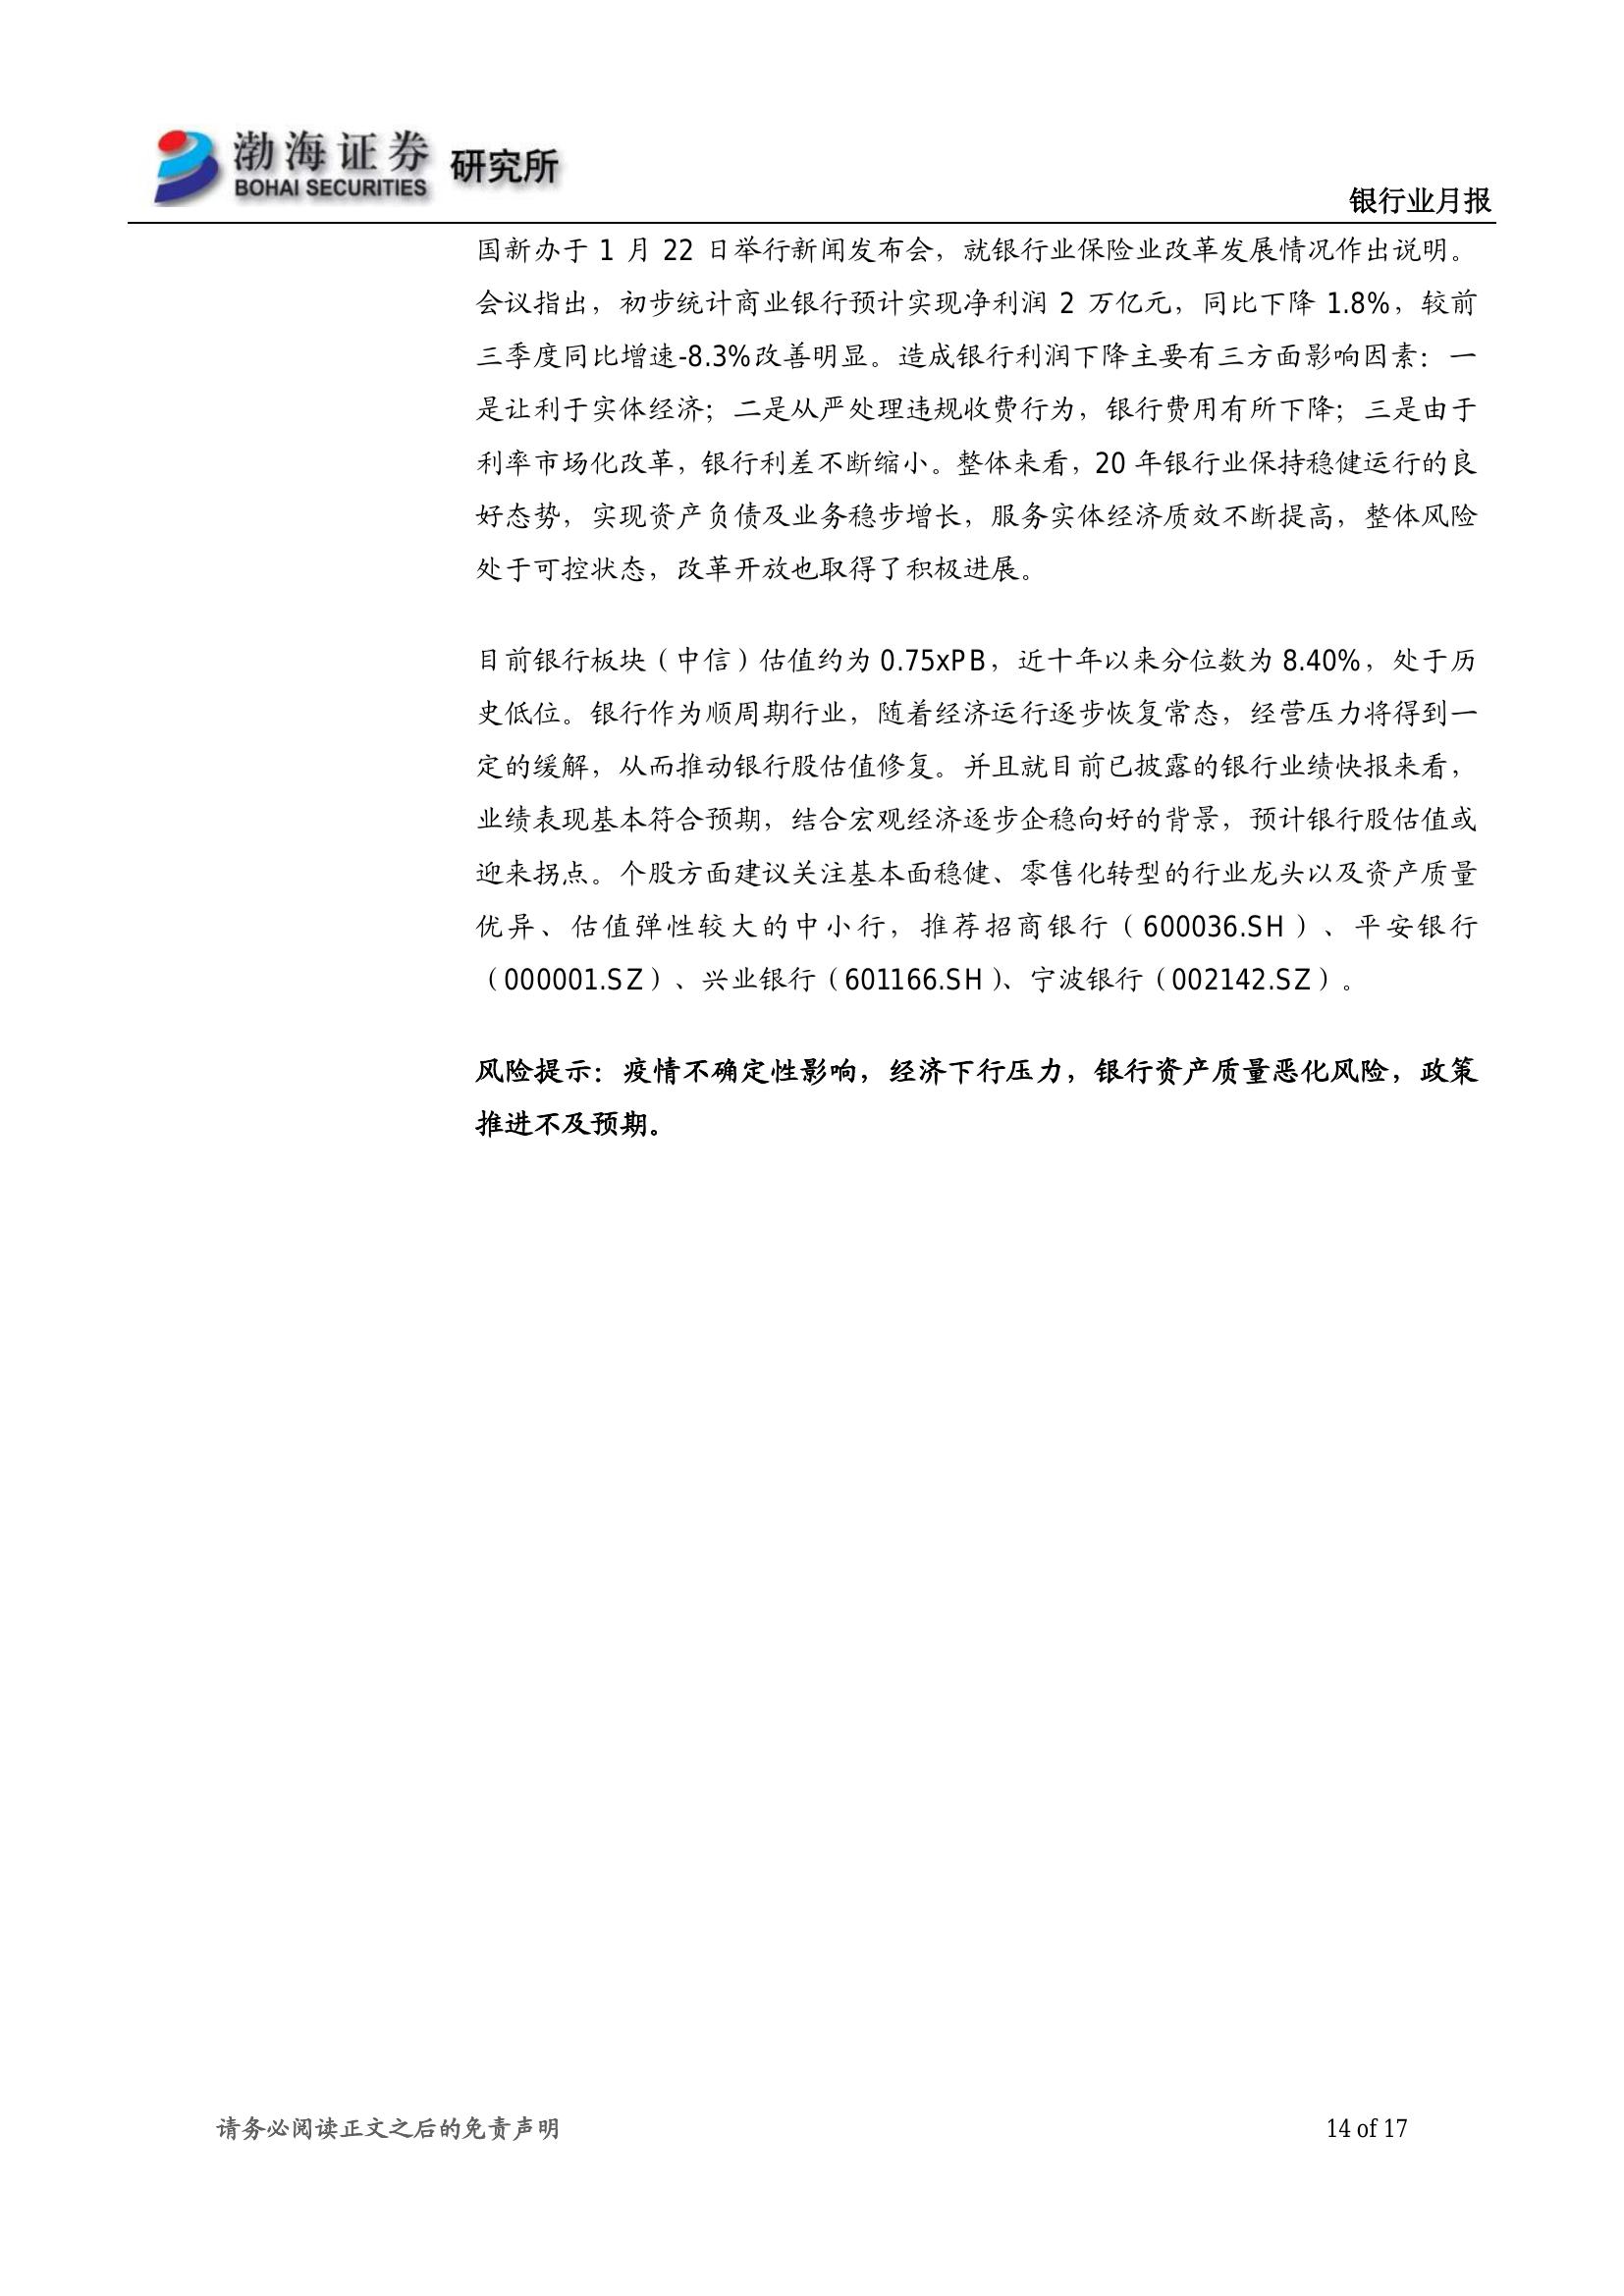 渤海证券 研究所
BOHAI SECURITIES
银行业月报
国新办于 1 月 22 日举行新闻发布会，就银行业保险业改革发展情况作出说明。
会议指出，初步统计商业银行预计实现净利润 2 万亿元，同比下降 1.8%，较前
三季度同比增速-8.3%改善明显。造成银行利润下降主要有三方面影响因素：一
是让利于实体经济；二是从严处理违规收费行为，银行费用有所下降；三是由于
利率市场化改革，银行利差不断缩小。整体来看，20 年银行业保持稳健运行的良
好态势，实现资产负债及业务稳步增长，服务实体经济质效不断提高，整体风险
处于可控状态，改革开放也取得了积极进展。
目前银行板块（中信）估值约为 0.75xPB，近十年以来分位数为 8.40%，处于历
史低位。银行作为顺周期行业，随着经济运行逐步恢复常态，经营压力将得到一
定的缓解，从而推动银行股估值修复。并且就目前已披露的银行业绩快报来看，
业绩表现基本符合预期，结合宏观经济逐步企稳向好的背景，预计银行股估值或
迎来拐点。个股方面建议关注基本面稳健、零售化转型的行业龙头以及资产质量
优异、估值弹性较大的中小行，推荐招商银行（600036.SH）、平安银行
（000001.SZ）、兴业银行（601166.SH）、宁波银行（002142.SZ）。
风险提示：疫情不确定性影响，经济下行压力，银行资产质量恶化风险，政策
推进不及预期。
请务必阅读正文之后的免责声明
14 of 17